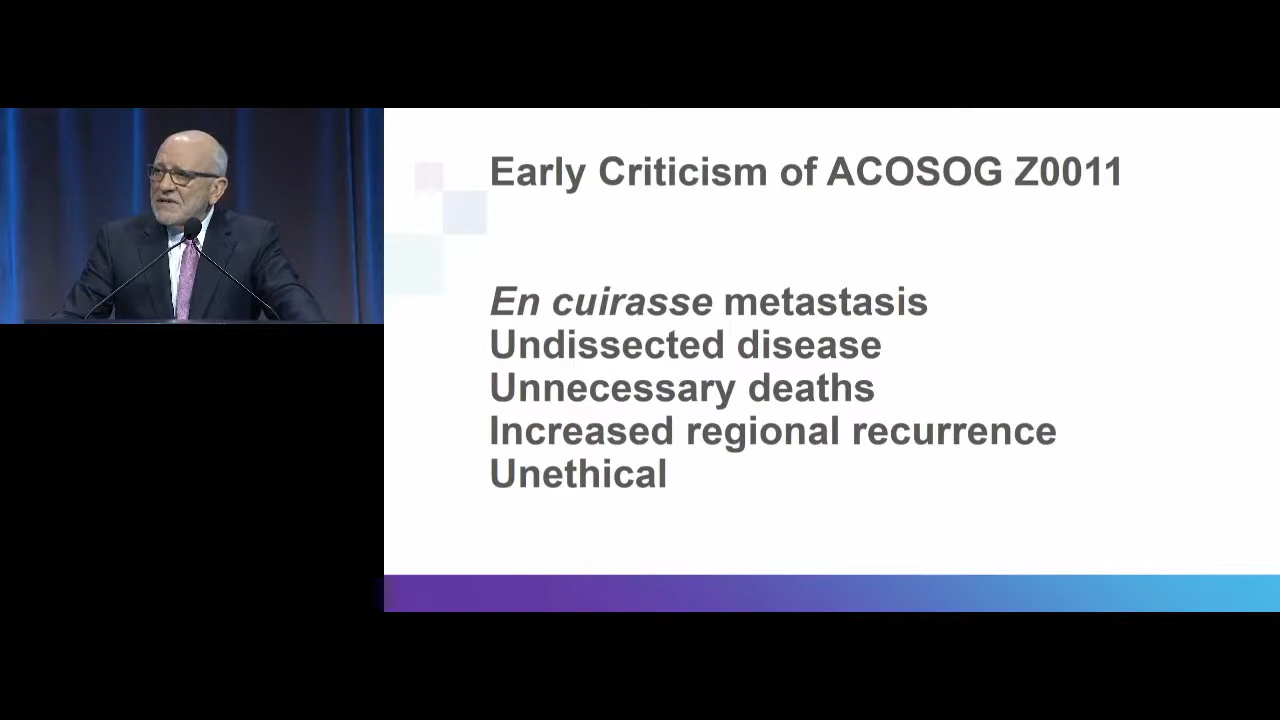 Early Criticism of ACOSOG Z0011
En cuirasse metastasis
Undissected disease
Unnecessary deaths
Increased regional recurrence
Unethical